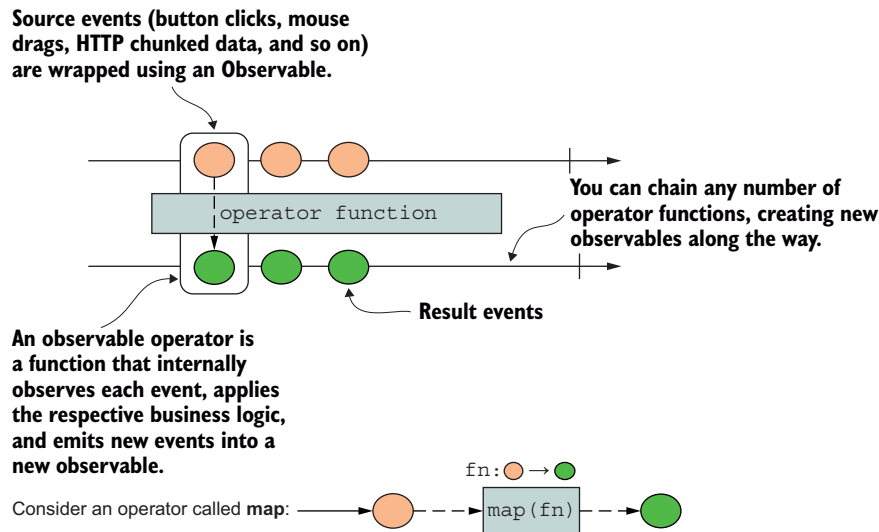 Source events (button clicks, mouse
drags, HTTP chunked data, and so on)
are wrapped using an Observable.
operator function
You can chain any number of
operator functions, creating new
observables along the way.
Result events
An observable operator is
a function that internally
observes each event, applies
the respective business logic,
and emits new events into a
new observable.
fn: →
Consider an operator called map:
map(fn)